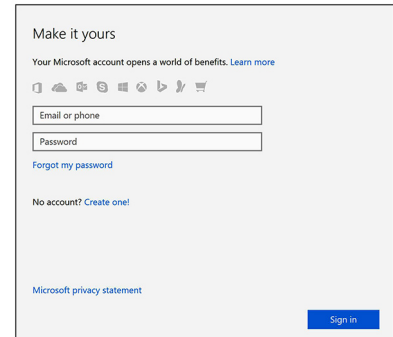 Make it yours
Your Microsoft account opens a world of benefits. Learn more
Email or phone
Password
Forgot my password
No account? Create one!
Microsoft privacy statement
Sign in